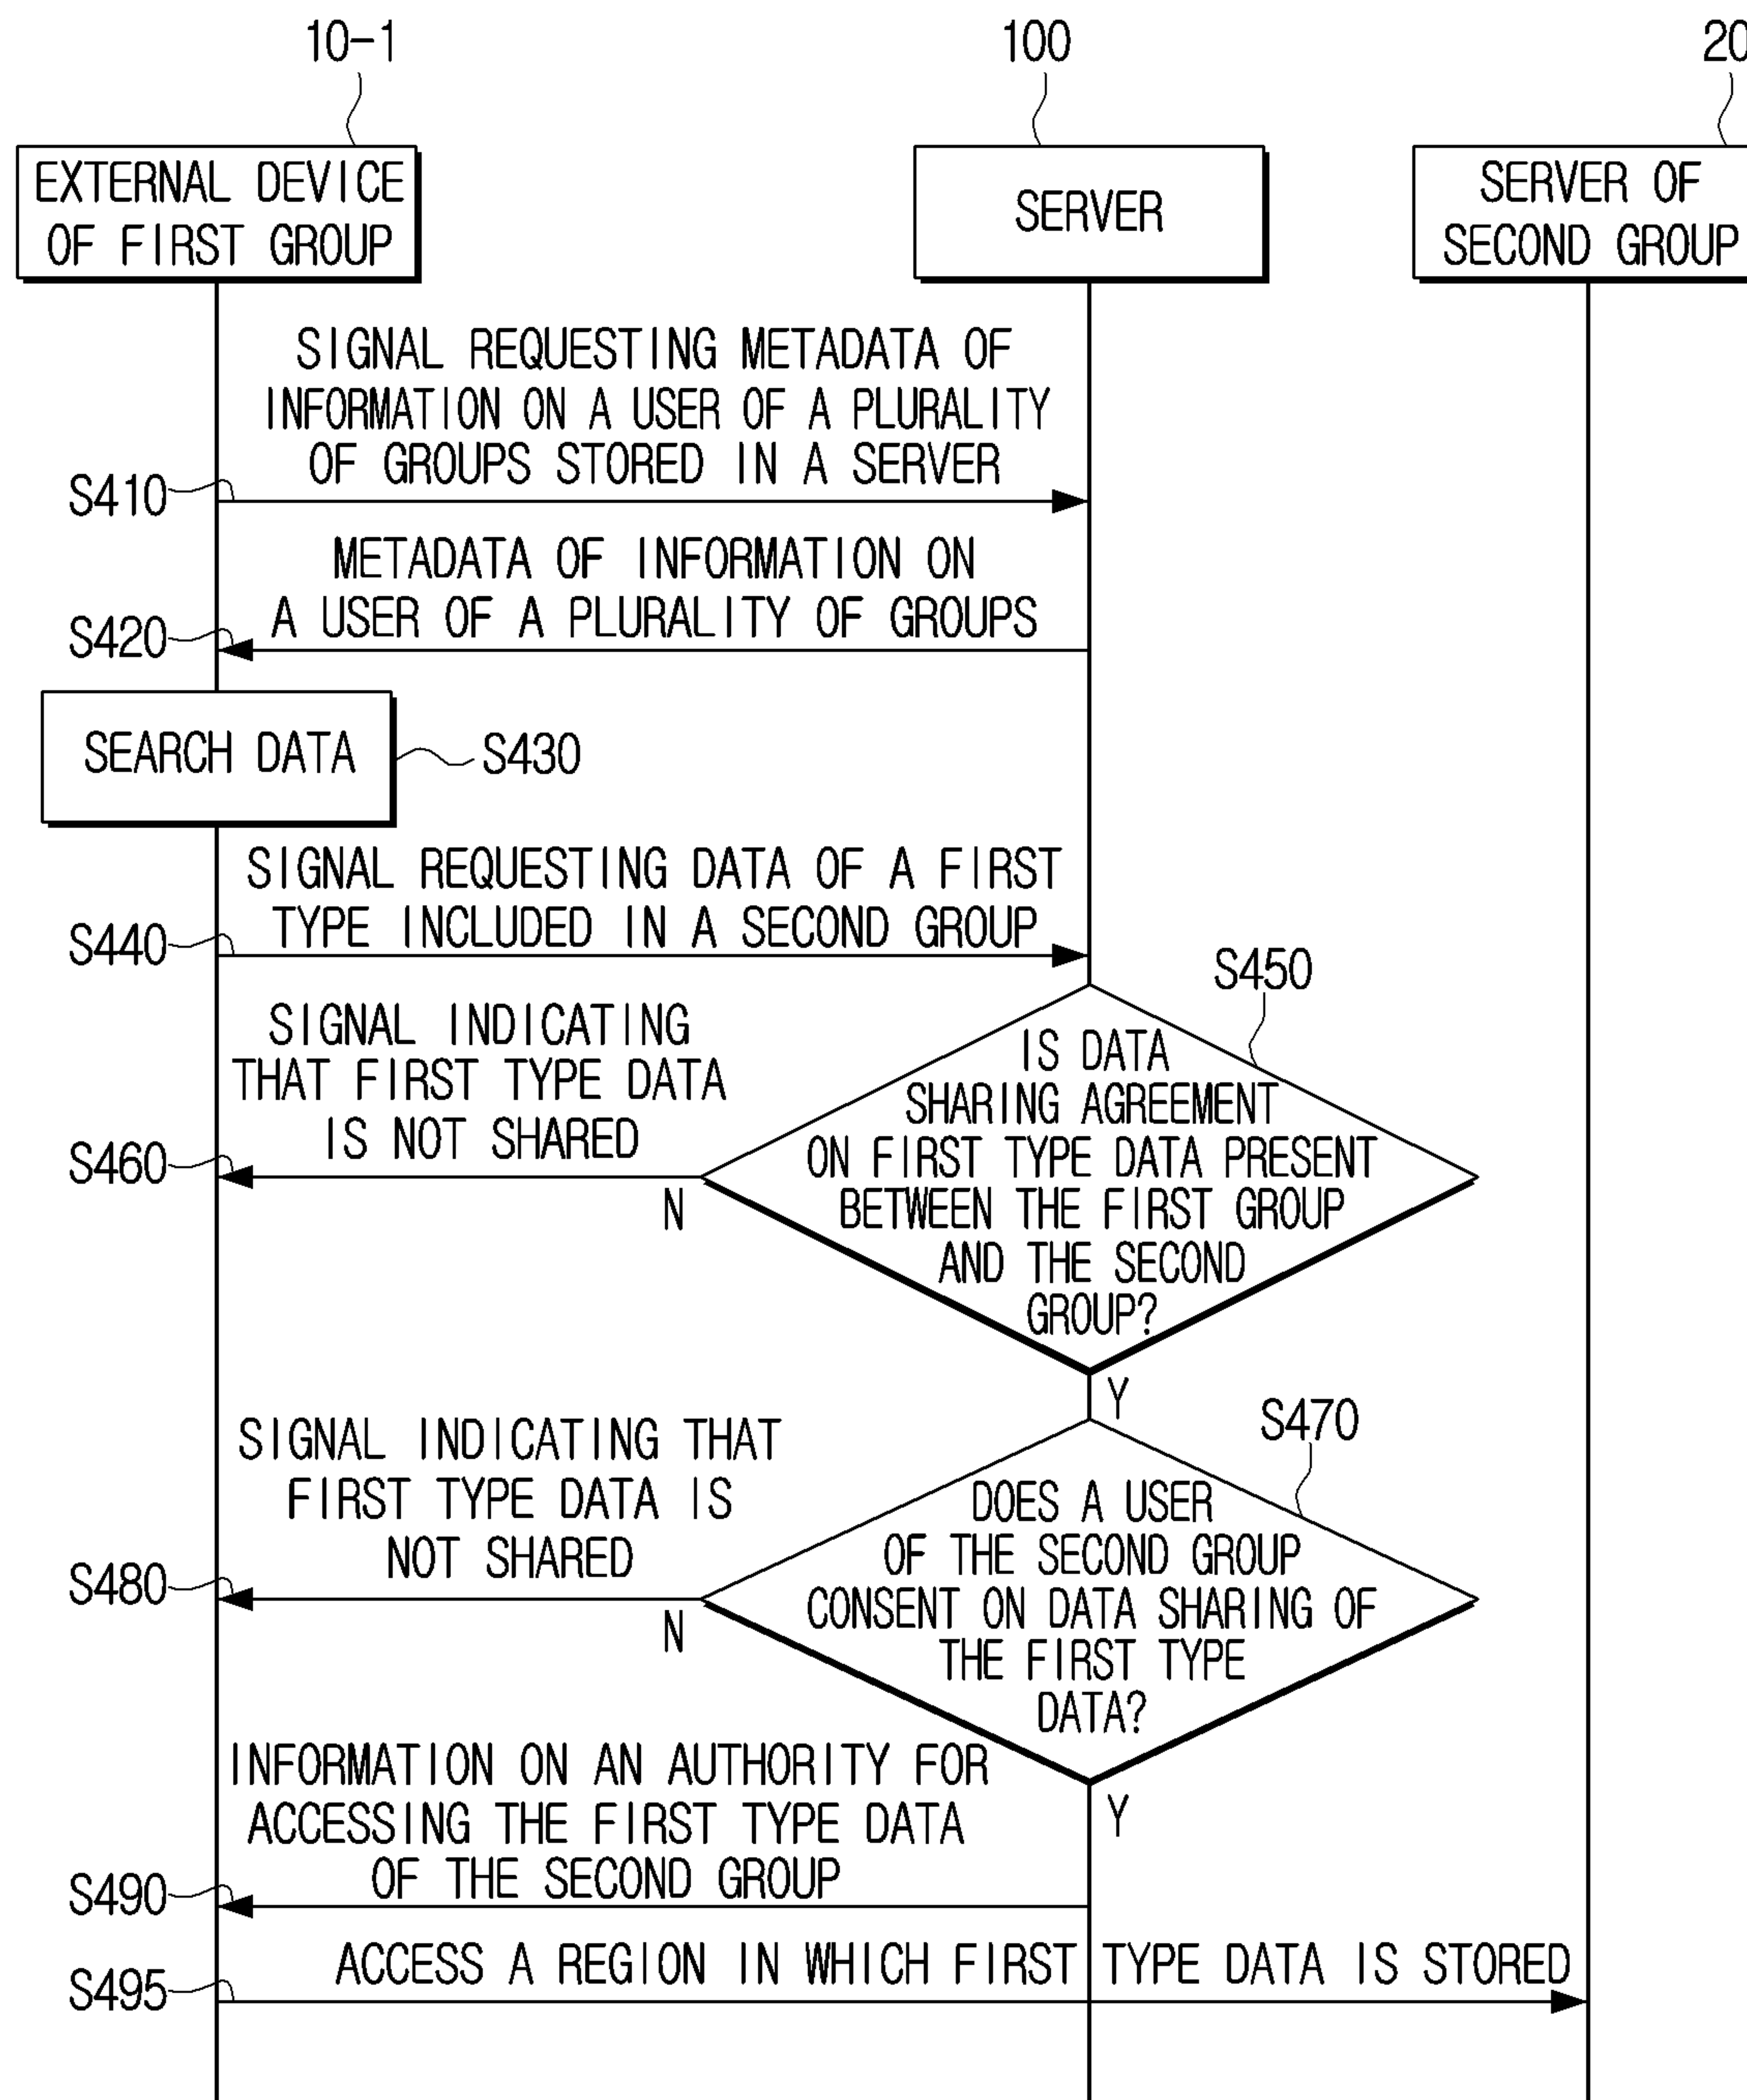 10-1
100
20
EXTERNAL DEVICE
OF FIRST GROUP
SERVER
SERVER OF
SECOND GROUP
SIGNAL REQUESTING METADATA OF
INFORMATION ON A USER OF A PLURALITY
OF GROUPS STORED IN A SERVER
S410
METADATA OF INFORMATION ON
A USER OF A PLURALITY OF GROUPS
S420
SEARCH DATA
S430
SIGNAL REQUESTING DATA OF A FIRST
TYPE INCLUDED IN A SECOND GROUP
S440
S450
IS DATA
SHARING AGREEMENT
ON FIRST TYPE DATA PRESENT
BETWEEN THE FIRST GROUP
AND THE SECOND
GROUP?
SIGNAL INDICATING
THAT FIRST TYPE DATA
IS NOT SHARED
S460
N
Y
S470
DOES A USER
OF THE SECOND GROUP
CONSENT ON DATA SHARING OF
THE FIRST TYPE
DATA?
SIGNAL INDICATING THAT
FIRST TYPE DATA IS
NOT SHARED
S480
N
Y
INFORMATION ON AN AUTHORITY FOR
ACCESSING THE FIRST TYPE DATA
OF THE SECOND GROUP
S490
ACCESS A REGION IN WHICH FIRST TYPE DATA IS STORED
S495